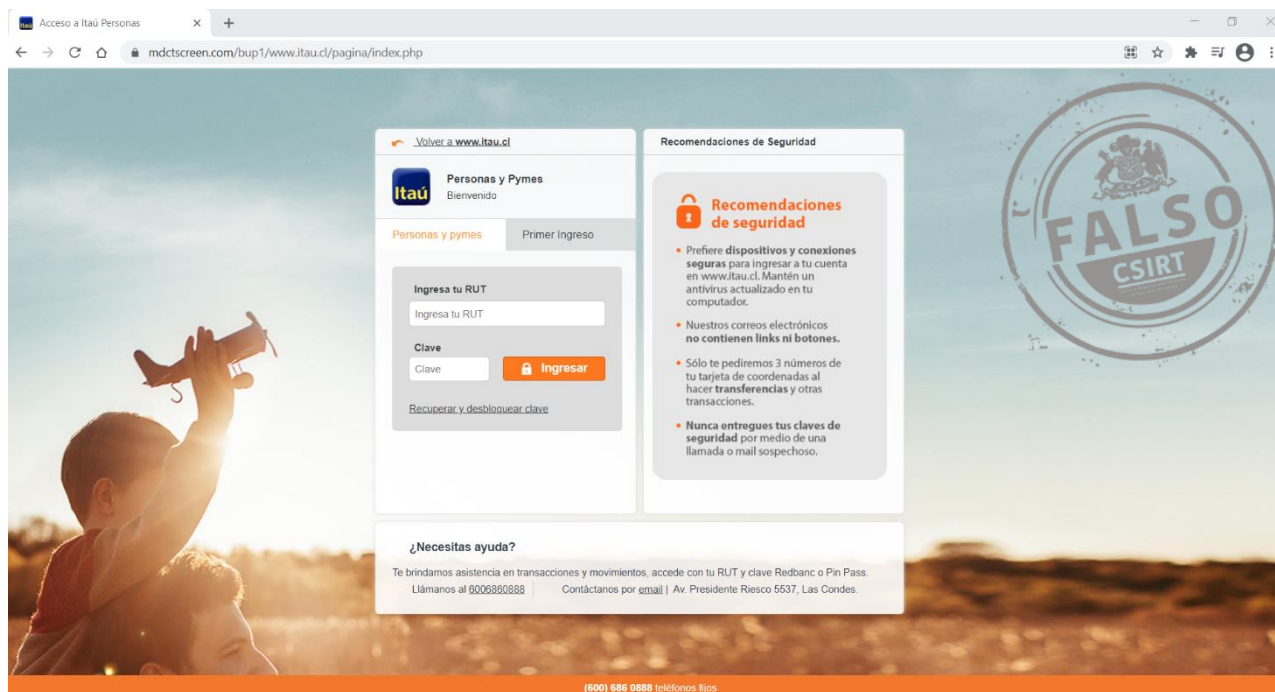 Acceso a Itaú Personas
mdctscreen.com/bup1/www.itau.cl/pagina/index.php
Volver a www.itau.cl
Itaú
Personas y Pymes
Bienvenido
Personas y pymes
Primer Ingreso
Ingresa tu RUT
Ingresa tu RUT
Clave
Clave
Ingresar
Recuperar y desbloquear clave
Recomendaciones de Seguridad
Recomendaciones
de seguridad
• Prefiere dispositivos y conexiones
seguras para ingresar a tu cuenta
en www.itau.cl. Mantén un
antivirus actualizado en tu
computador.
• Nuestros correos electrónicos
no contienen links ni botones.
• Sólo te pediremos 3 números de
tu tarjeta de coordenadas al
hacer transferencias y otras
transacciones.
• Nunca entregues tus claves de
seguridad por medio de una
llamada o mail sospechoso.
FALSO
CSIRT
¿Necesitas ayuda?
Te brindamos asistencia en transacciones y movimientos, accede con tu RUT y clave Redbanc o Pin Pass.
Llámanos al 6006860888 Contáctanos por email | Av. Presidente Riesco 5537, Las Condes.
(600) 686 0888 teléfonos fijos